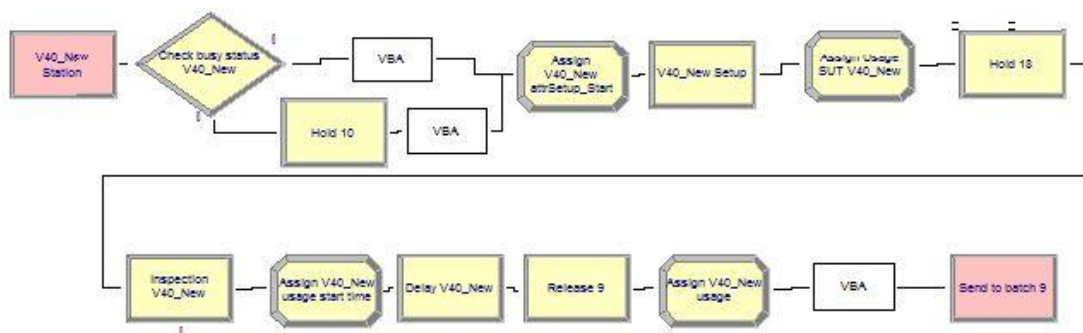 V40_New
Station
Check busy status
V40_New
VBA
Assign
V40_New
attrSetup_Start
V40_New Setup
Assign Usage
SUT V40_New
Hold 18
Hold 10
VBA
Inspection
V40_New
Assign V40_New
usage start time
Delay V40_New
Release 9
Assign V40_New
usage
VBA
Send to batch 9